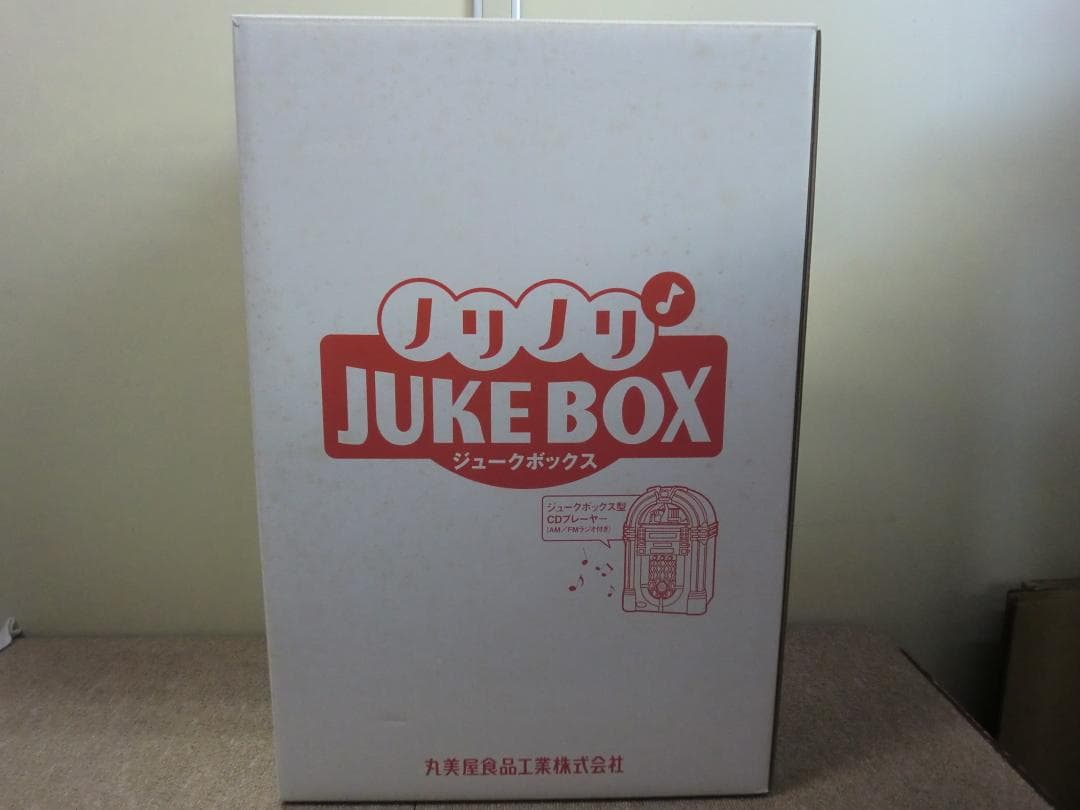 ノリノリ♪
JUKE BOX
ジュークボックス
ジュークボックス型
CDプレーヤー
(AM/FMラジオ付き)
丸美屋食品工業株式会社